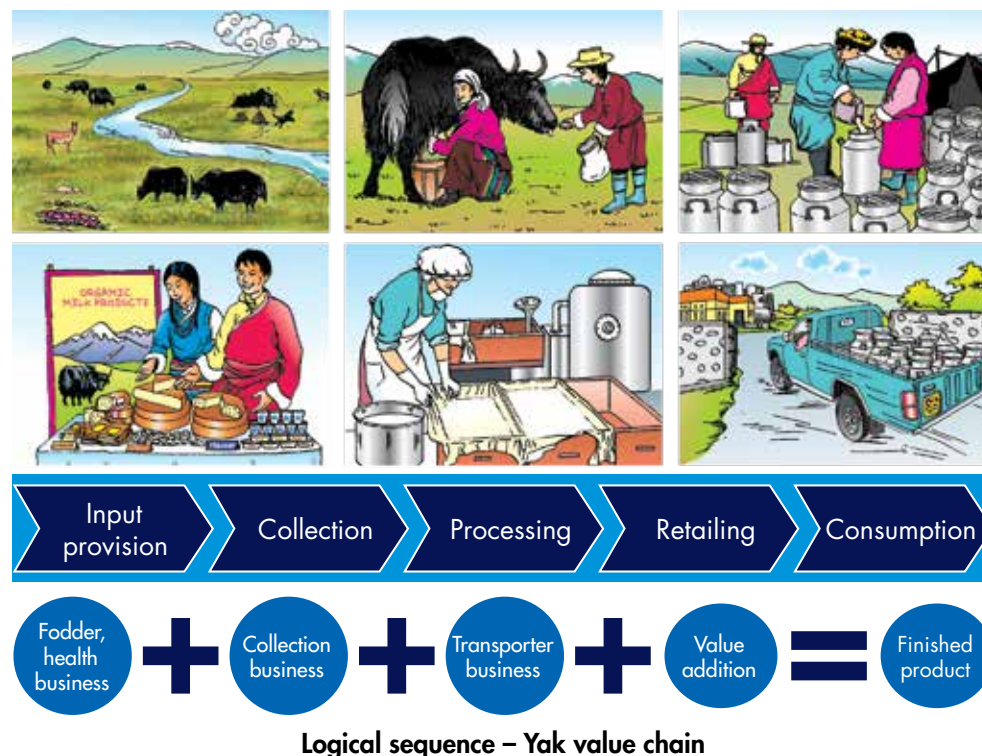 ORGANIC
MILK PRODUCTS
Input
provision
Collection
Processing
Retailing
Consumption
Fodder,
health
business
Collection
business
Transporter
business
Value
addition
Finished
product
Logical sequence – Yak value chain